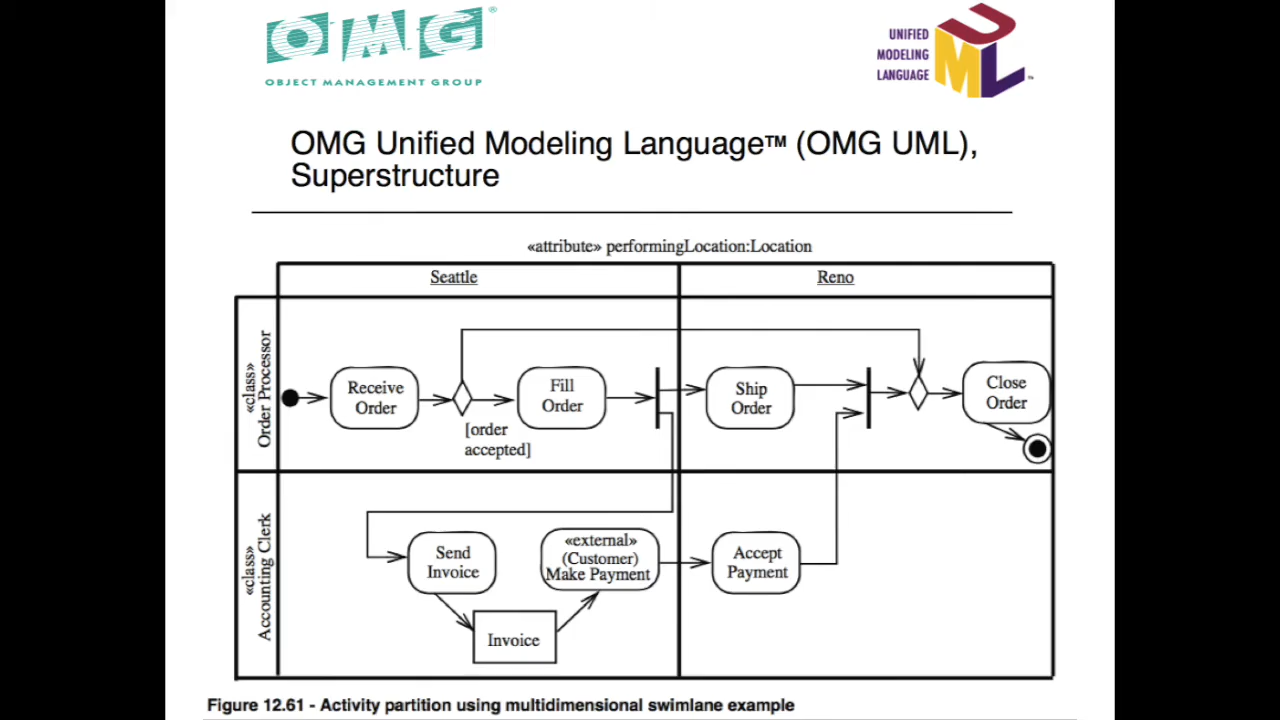 OMG®
OBJECT MANAGEMENT GROUP
UNIFIED
MODELING
LANGUAGE
UML™
OMG Unified Modeling Language™ (OMG UML),
Superstructure
«attribute» performingLocation:Location
Seattle
Reno
«class»
Order Processor
Receive
Order
[order
accepted]
Fill
Order
Ship
Order
Close
Order
«class»
Accounting Clerk
Send
Invoice
Invoice
«external»
(Customer)
Make Payment
Accept
Payment
Figure 12.61 - Activity partition using multidimensional swimlane example